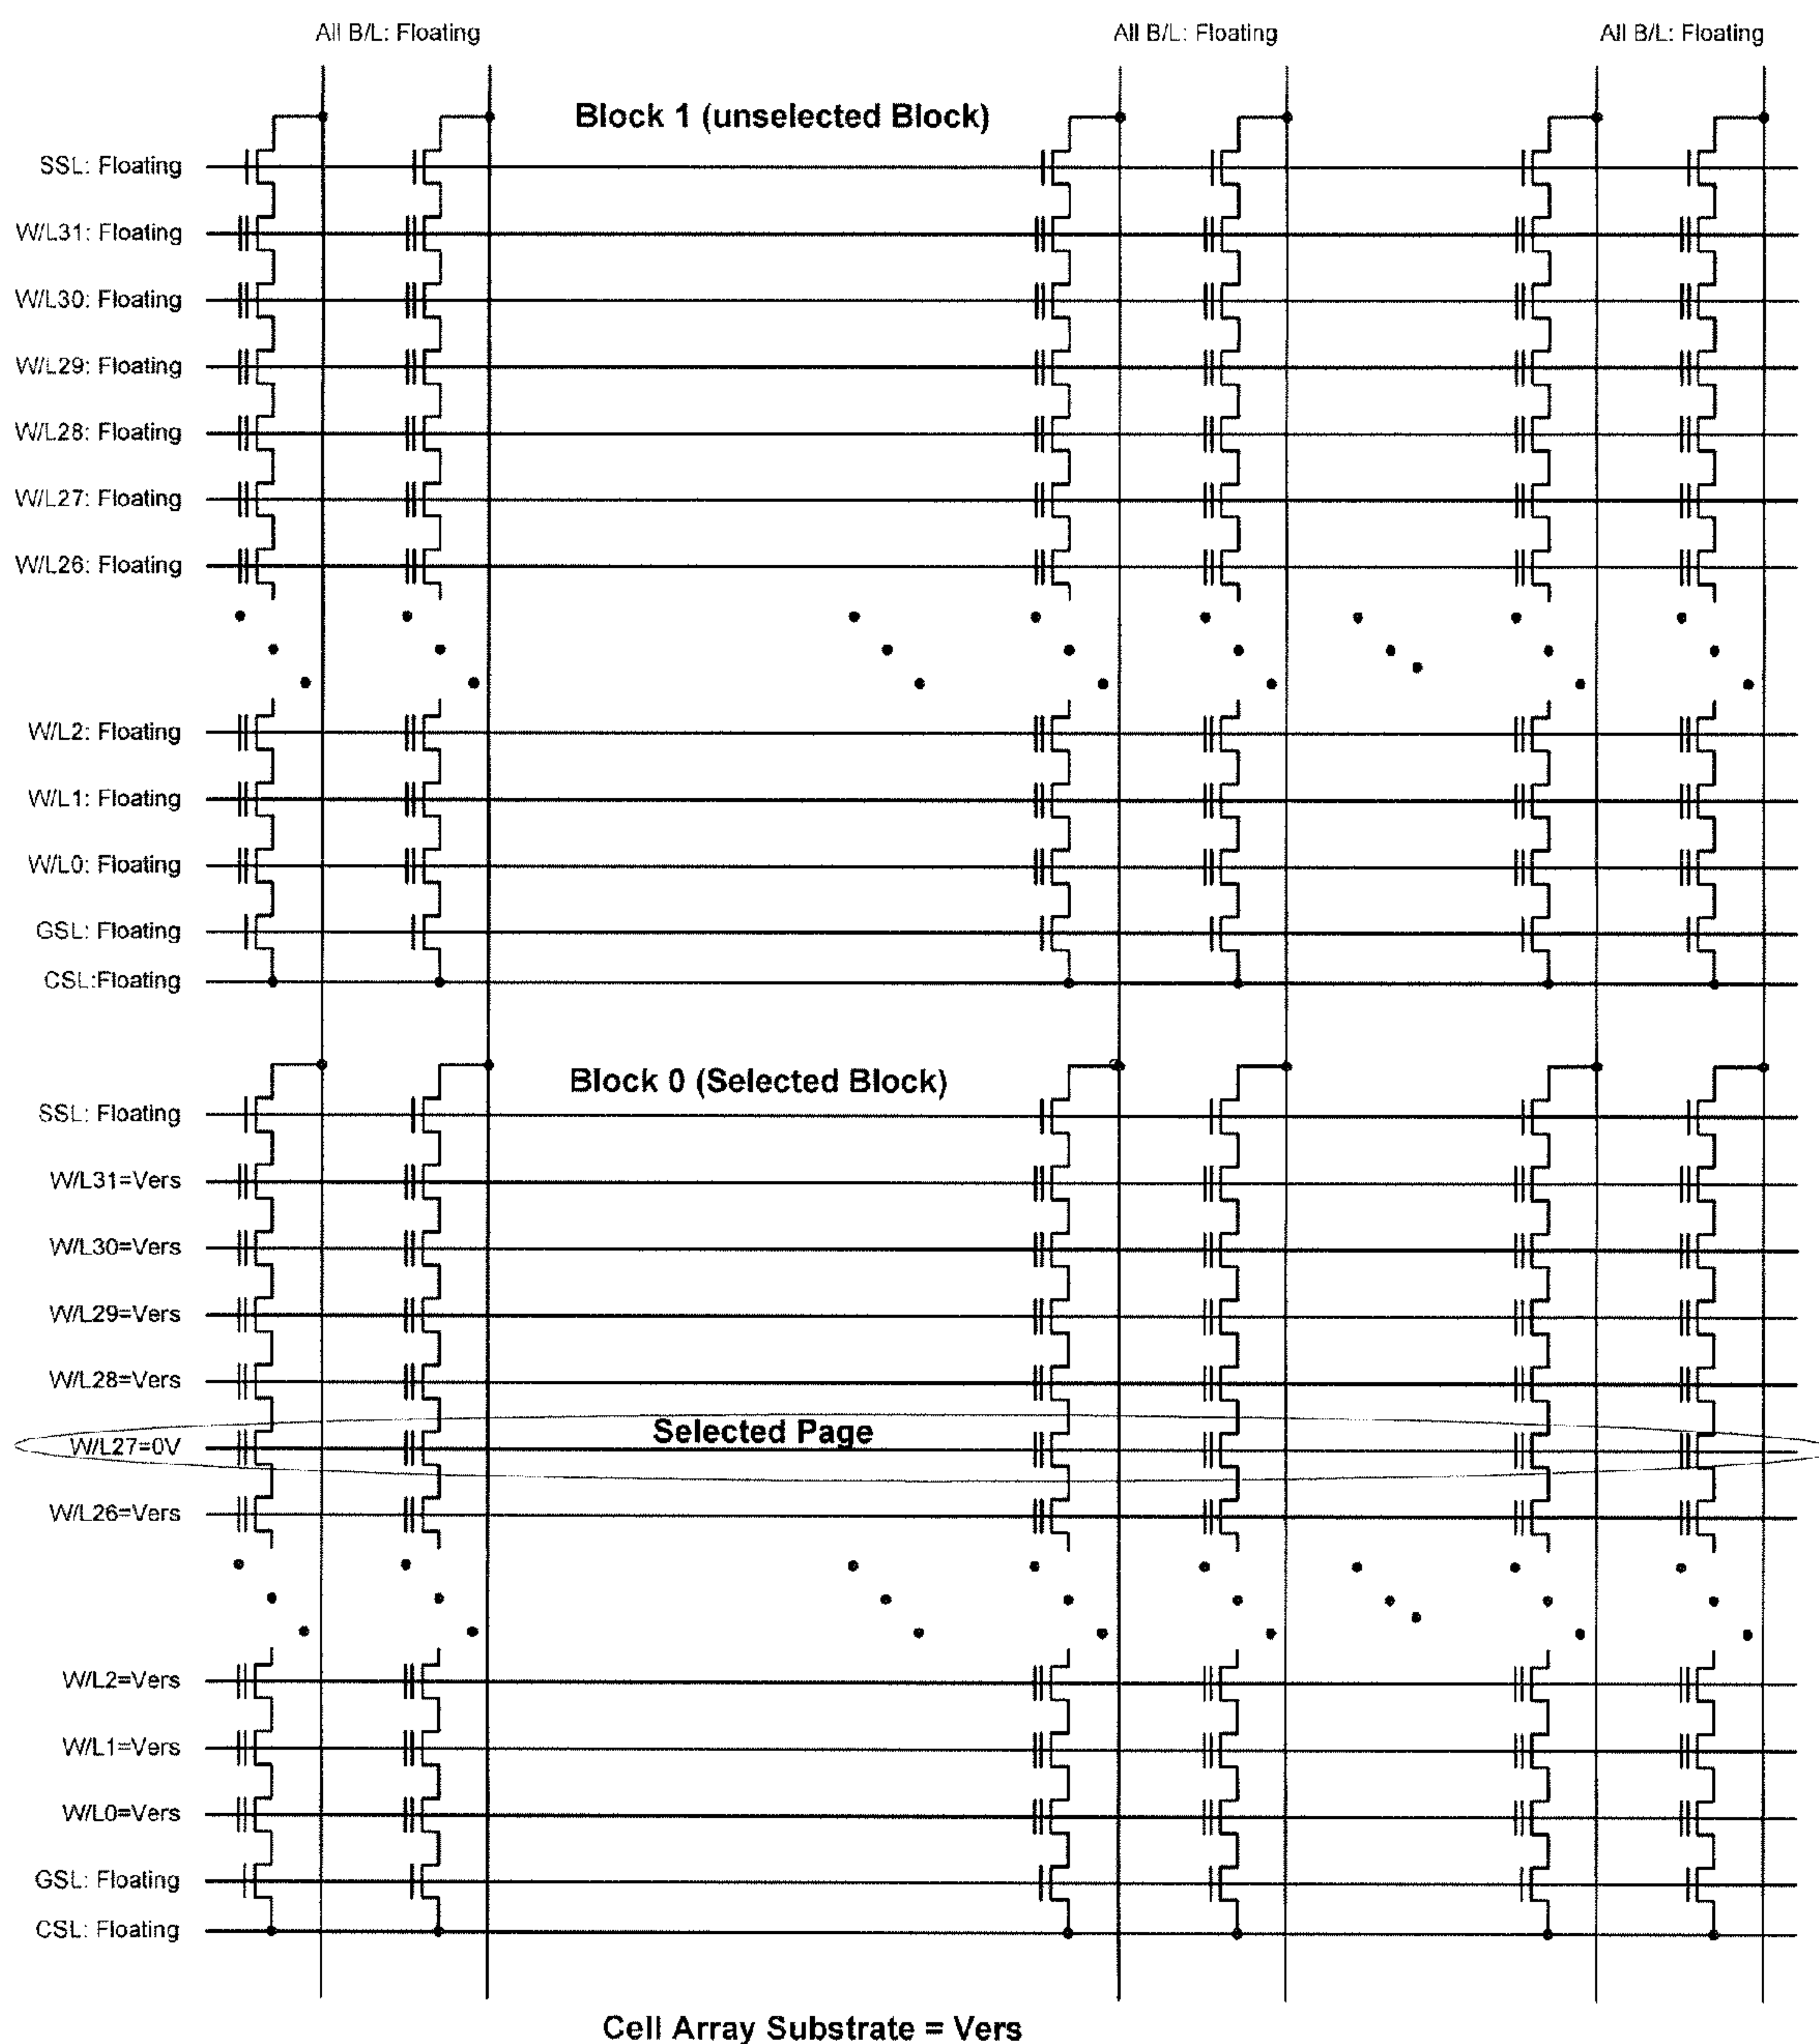 All B/L: Floating All B/L: Floating All B/L: Floating
Block 1 (unselected Block)
SSL: Floating
W/L31: Floating
W/L30: Floating
W/L29: Floating
W/L28: Floating
W/L27: Floating
W/L26: Floating
W/L2: Floating
W/L1: Floating
W/L0: Floating
GSL: Floating
CSL:Floating
Block 0 (Selected Block)
SSL: Floating
W/L31=Vers
W/L30=Vers
W/L29=Vers
W/L28=Vers
Selected Page
W/L27=0V
W/L26=Vers
W/L2=Vers
W/L1=Vers
W/L0=Vers
GSL: Floating
CSL: Floating
Cell Array Substrate = Vers